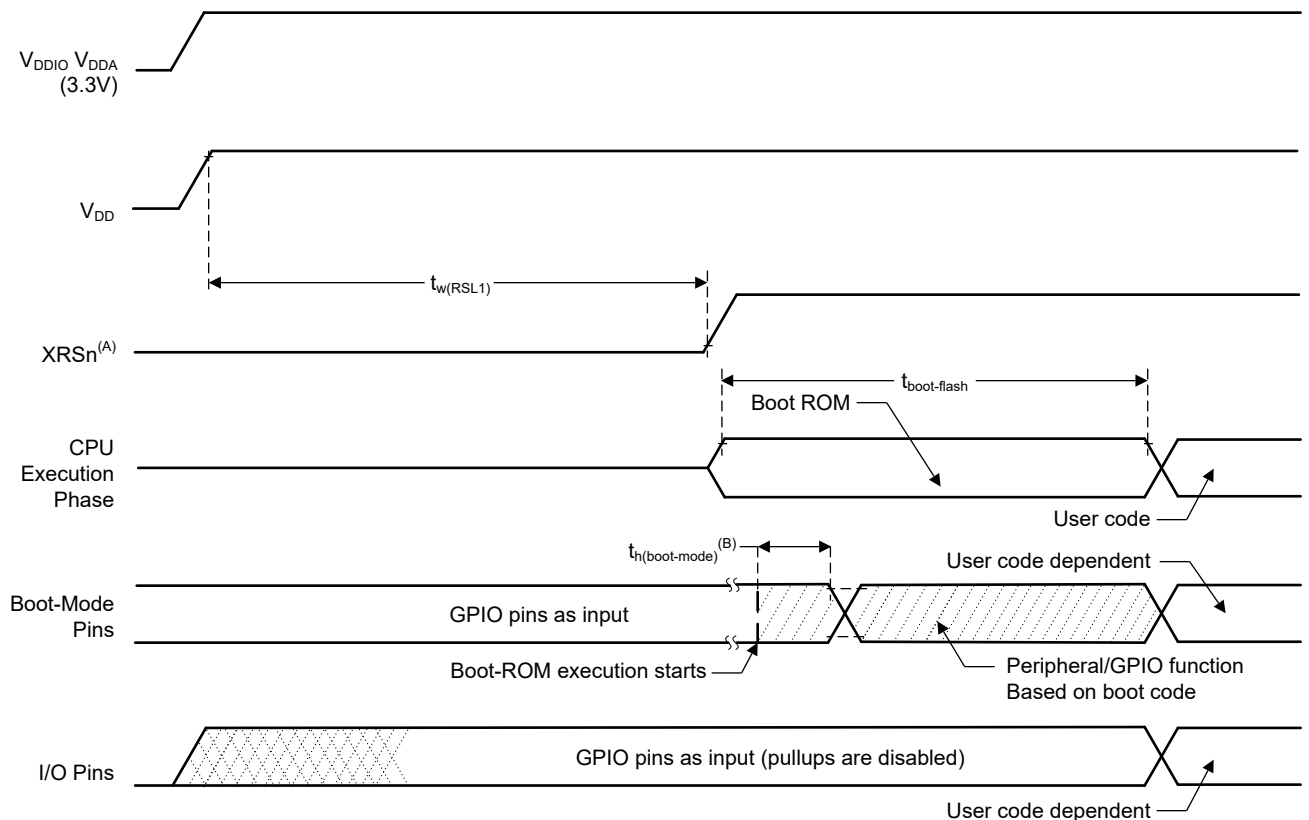 VDDIO VDDA
(3.3V)
VDD
tw(RSL1)
XRSn(A)
tboot-flash
Boot ROM
CPU
Execution
Phase
User code
th(boot-mode)(B)
User code dependent
Boot-Mode
Pins
GPIO pins as input
Boot-ROM execution starts
Peripheral/GPIO function
Based on boot code
I/O Pins
GPIO pins as input (pullups are disabled)
User code dependent